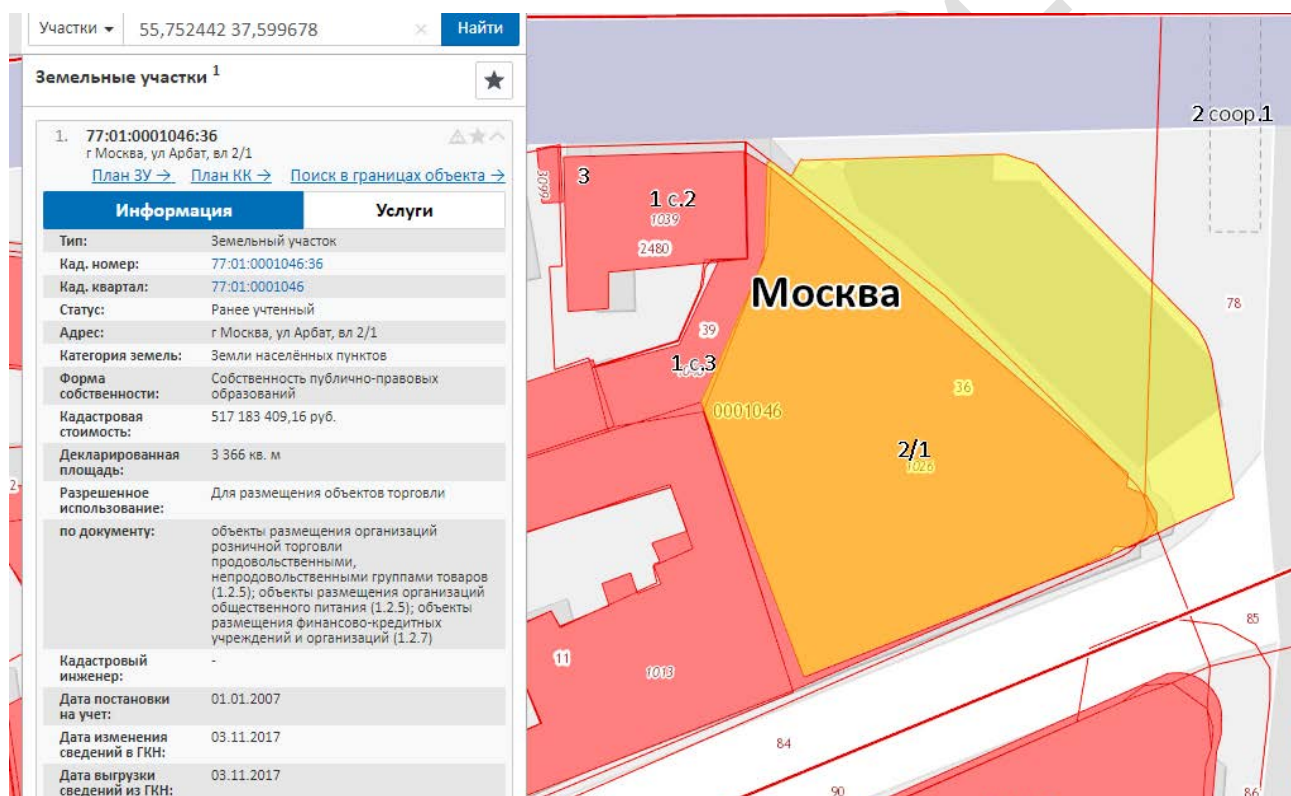 Участки 55,752442 37,599678 × Найти
Земельные участки 1
1. 77:01:0001046:36
г Москва, ул Арбат, вл 2/1
План ЗУ → План КК → Поиск в границах объекта →
Информация Услуги
Тип: Земельный участок
Кад. номер: 77:01:0001046:36
Кад. квартал: 77:01:0001046
Статус: Ранее учтенный
Адрес: г Москва, ул Арбат, вл 2/1
Категория земель: Земли населённых пунктов
Форма Собственность публично-правовых
собственности: образований
Кадастровая 517 183 409,16 руб.
стоимость:
Декларированная 3 366 кв. м
площадь:
Разрешенное Для размещения объектов торговли
использование:
по документу: объекты размещения организаций
розничной торговли
продовольственными,
непродовольственными группами товаров
(1.2.5); объекты размещения организаций
общественного питания (1.2.5); объекты
размещения финансово-кредитных
учреждений и организаций (1.2.7)
Кадастровый -
инженер:
Дата постановки 01.01.2007
на учет:
Дата изменения 03.11.2017
сведений в ГКН:
Дата выгрузки 03.11.2017
сведений из ГКН:
2 соор.1
3099
3
1 с.2
1039
2480
Москва
78
39
1 с.3
36
0001046
2/1
1026
11
1013
85
84
90
86
2